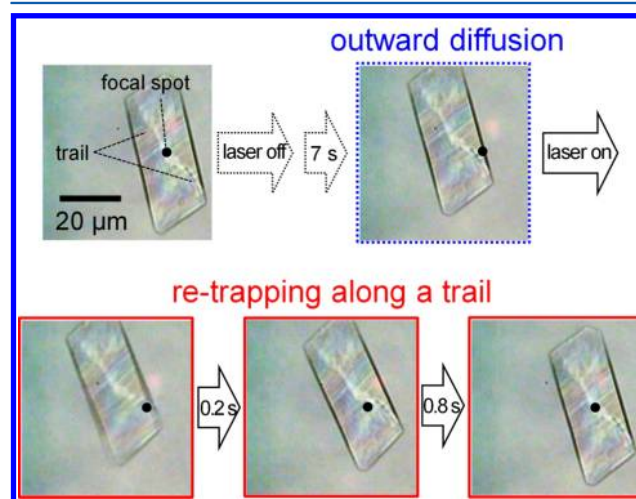 outward diffusion
focal spot
trail
laser off
7 s
laser on
20 μm
re-trapping along a trail
0.2 s
0.8 s